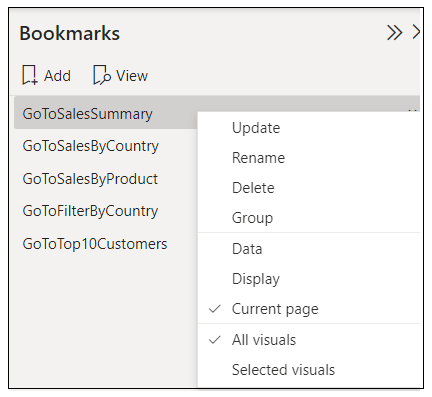 Bookmarks
Add View
GoToSalesSummary
GoToSalesByCountry
GoToSalesByProduct
GoToFilterByCountry
GoToTop10Customers
Update
Rename
Delete
Group
Data
Display
Current page
All visuals
Selected visuals